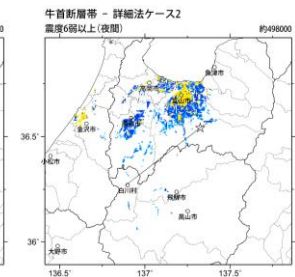 牛首断層帯 - 詳細法ケース2
震度6弱以上(夜間) 約498000
魚津市
高岡市
36.5°
金沢市
小松市
白川村
飛騨市
高山市
36°
大野市
136.5°
137°
137.5°